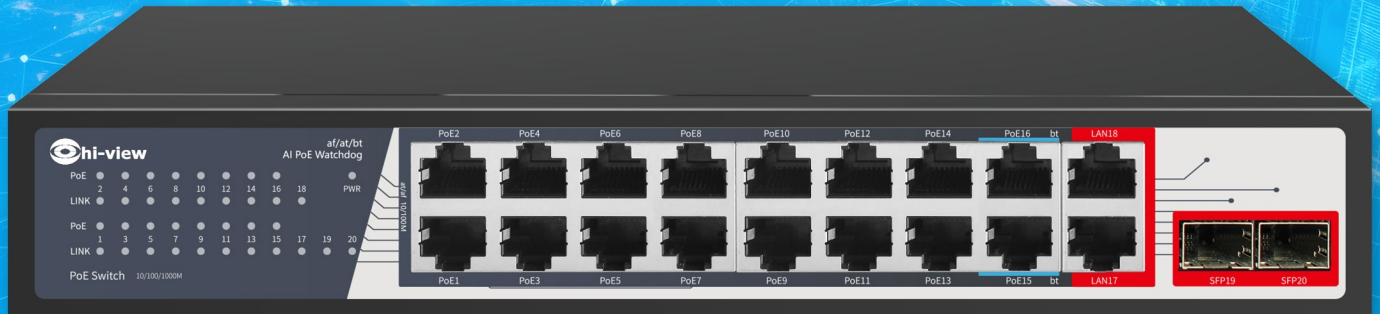 hi-view
af/at/bt
AI PoE Watchdog
PoE
2 4 6 8 10 12 14 16 18 PWR
LINK
PoE
1 3 5 7 9 11 13 15 17 19 20
LINK
PoE Switch 10/100/1000M
af/at 10/100M
PoE2 PoE4 PoE6 PoE8 PoE10 PoE12 PoE14 PoE16 bt LAN18
PoE1 PoE3 PoE5 PoE7 PoE9 PoE11 PoE13 PoE15 bt LAN17
SFP19 SFP20